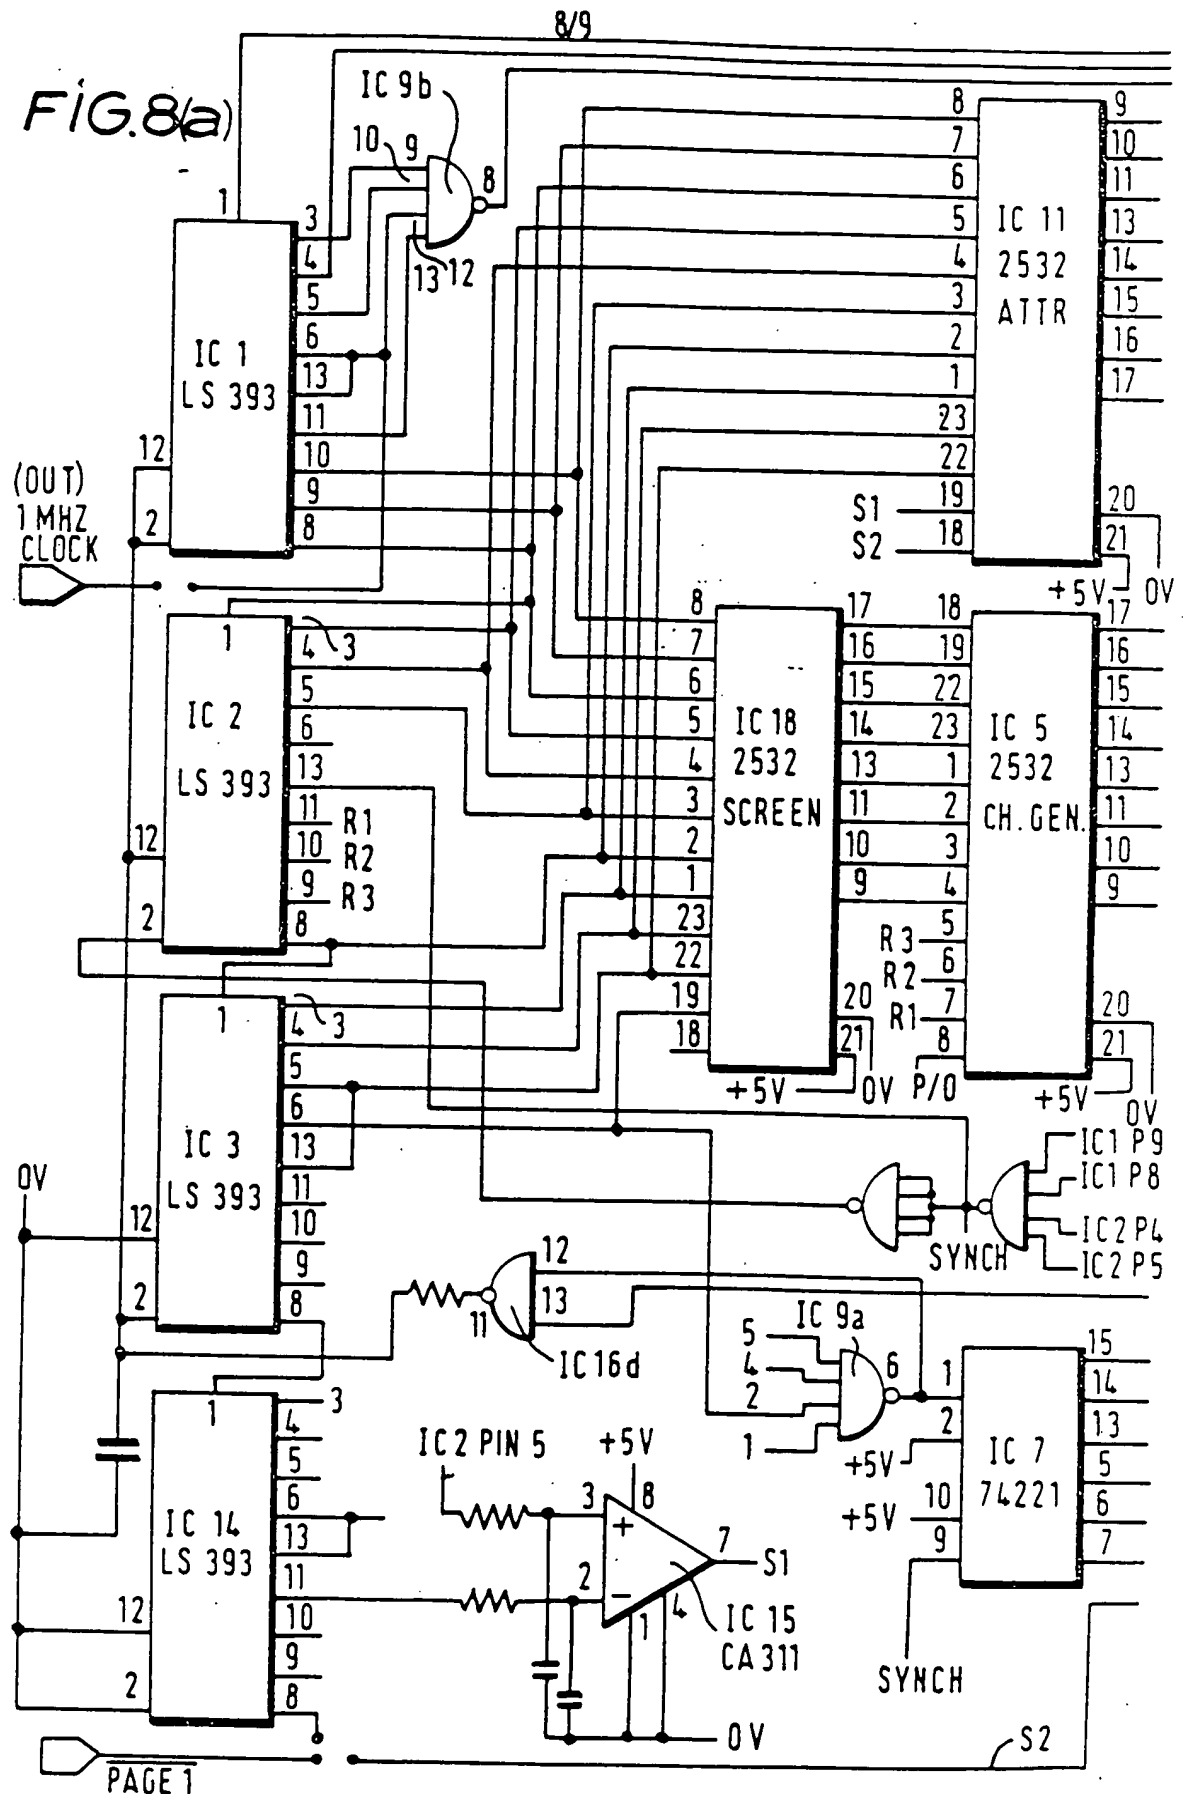 8/9
FIG.8(a)
IC 9b
10
9
8
13
12
1
3
4
5
6
13
11
10
9
8
12
2
IC 1
LS 393
(OUT)
1 MHZ
CLOCK
8
7
6
5
4
3
2
1
23
22
S1
19
S2
18
IC 11
2532
ATTR
9
10
11
13
14
15
16
17
20
21
+5V
0V
1
4
3
5
6
13
11
R1
10
R2
9
R3
8
12
2
IC 2
LS 393
8
7
6
5
4
3
2
1
23
22
19
18
IC 18
2532
SCREEN
17
16
15
14
13
11
10
9
20
21
+5V
0V
18
19
22
23
1
2
3
4
R3
5
R2
6
R1
7
8
P/0
IC 5
2532
CH. GEN.
17
16
15
14
13
11
10
9
20
21
+5V
0V
1
4
3
5
6
13
11
10
9
8
12
2
IC 3
LS 393
0V
SYNCH
IC1 P9
IC1 P8
IC2 P4
IC2 P5
12
13
11
IC16d
IC 9a
5
4
2
1
6
1
3
4
5
6
13
11
10
9
8
12
2
IC 14
LS 393
IC2 PIN 5
+5V
3
8
+
2
−
7
S1
1
4
IC 15
CA311
0V
1
2
+5V
10
+5V
9
IC 7
74221
15
14
13
5
6
7
SYNCH
S2
PAGE 1